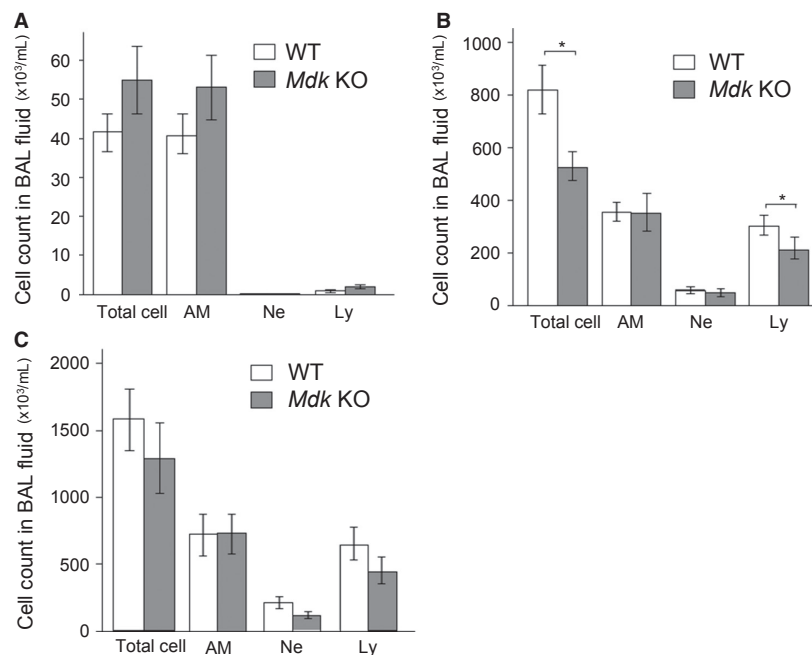 A
Cell count in BAL fluid (x10³/mL)
60
50
40
30
20
10
0
WT
Mdk KO
Total cell AM Ne Ly
B
Cell count in BAL fluid (x10³/mL)
1000
800
600
400
200
0
*
*
WT
Mdk KO
Total cell AM Ne Ly
C
Cell count in BAL fluid (x10³/mL)
2000
1500
1000
500
0
WT
Mdk KO
Total cell AM Ne Ly